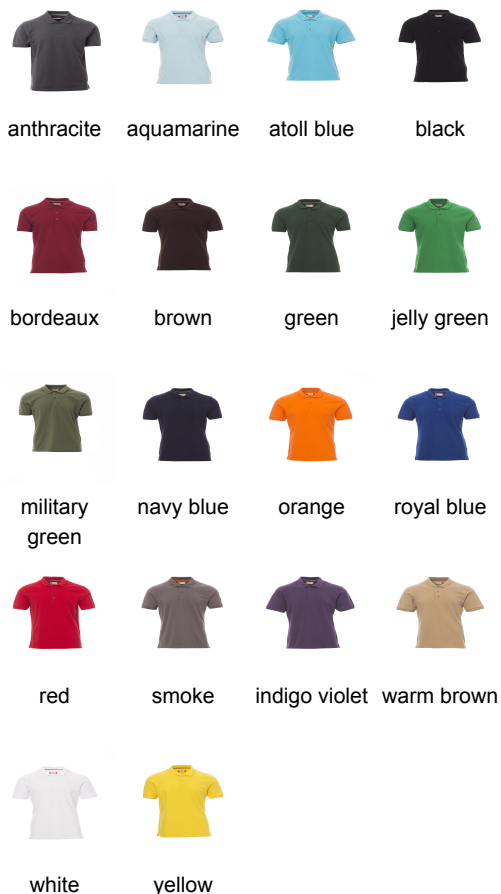 anthracite aquamarine atoll blue black
bordeaux brown green jelly green
military navy blue orange royal blue
green
red smoke indigo violet warm brown
white yellow